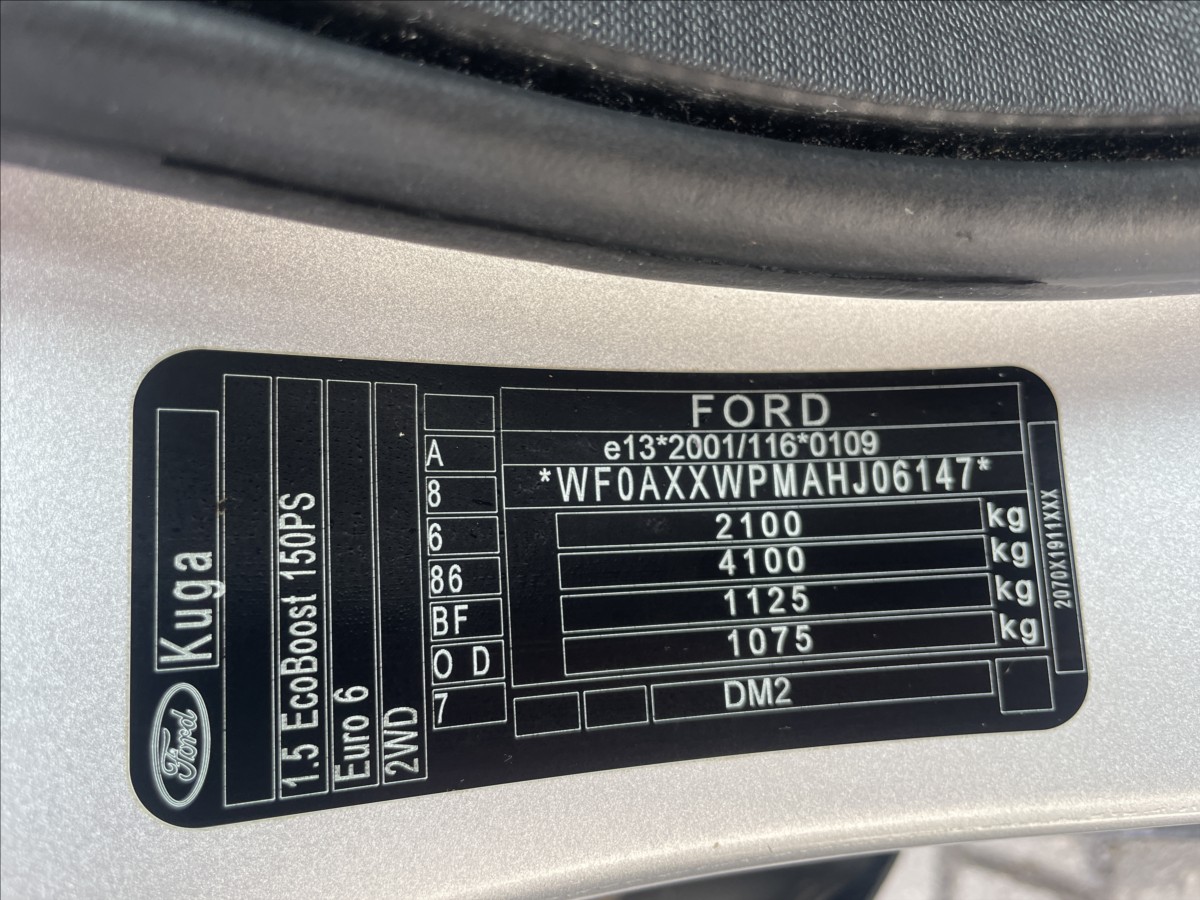 FORD
e13*2001/116*0109
*WF0AXXWPMAHJ06147*
2100 kg
4100 kg
1125 kg
1075 kg
DM2
A
8
6
86
BF
O D
7
Kuga
Ford
1.5 EcoBoost 150PS
Euro 6
2WD
2070X1911XXX